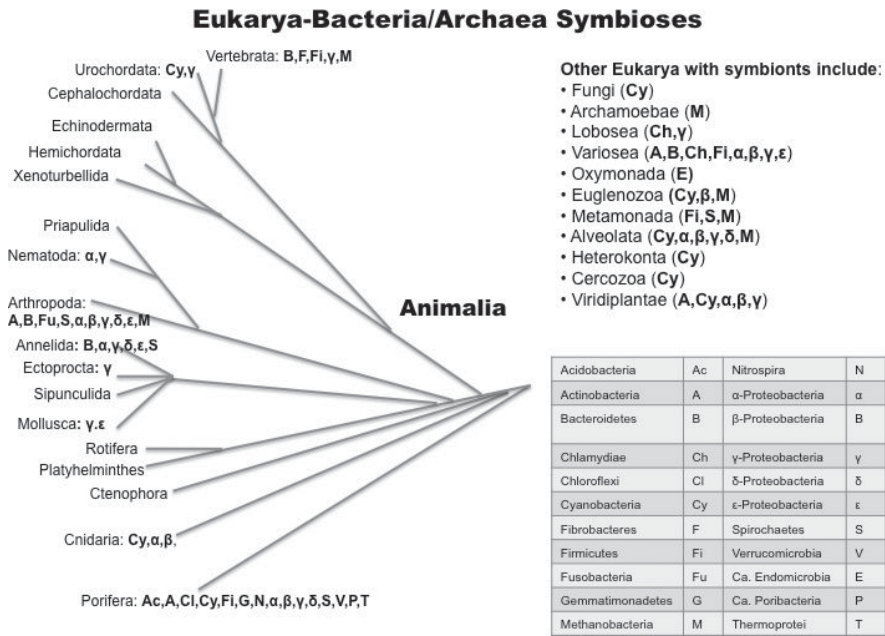 Eukarya-Bacteria/Archaea Symbioses
Vertebrata: B,F,Fi,γ,M
Urochordata: Cy,γ
Cephalochordata
Echinodermata
Hemichordata
Xenoturbellida
Priapulida
Nematoda: α,γ
Arthropoda:
A,B,Fu,S,α,β,γ,δ,ε,M
Annelida: B,α,γ,δ,ε,S
Ectoprocta: γ
Sipunculida
Mollusca: γ.ε
Rotifera
Platyhelminthes
Ctenophora
Cnidaria: Cy,α,β,
Porifera: Ac,A,Cl,Cy,Fi,G,N,α,β,γ,δ,S,V,P,T
Animalia
Other Eukarya with symbionts include:
• Fungi (Cy)
• Archamoebae (M)
• Lobosea (Ch,γ)
• Variosea (A,B,Ch,Fi,α,β,γ,ε)
• Oxymonada (E)
• Euglenozoa (Cy,β,M)
• Metamonada (Fi,S,M)
• Alveolata (Cy,α,β,γ,δ,M)
• Heterokonta (Cy)
• Cercozoa (Cy)
• Viridiplantae (A,Cy,α,β,γ)
Acidobacteria Ac Nitrospira N
Actinobacteria A α-Proteobacteria α
Bacteroidetes B β-Proteobacteria B
Chlamydiae Ch γ-Proteobacteria γ
Chloroflexi Cl δ-Proteobacteria δ
Cyanobacteria Cy ε-Proteobacteria ε
Fibrobacteres F Spirochaetes S
Firmicutes Fi Verrucomicrobia V
Fusobacteria Fu Ca. Endomicrobia E
Gemmatimonadetes G Ca. Poribacteria P
Methanobacteria M Thermoprotei T